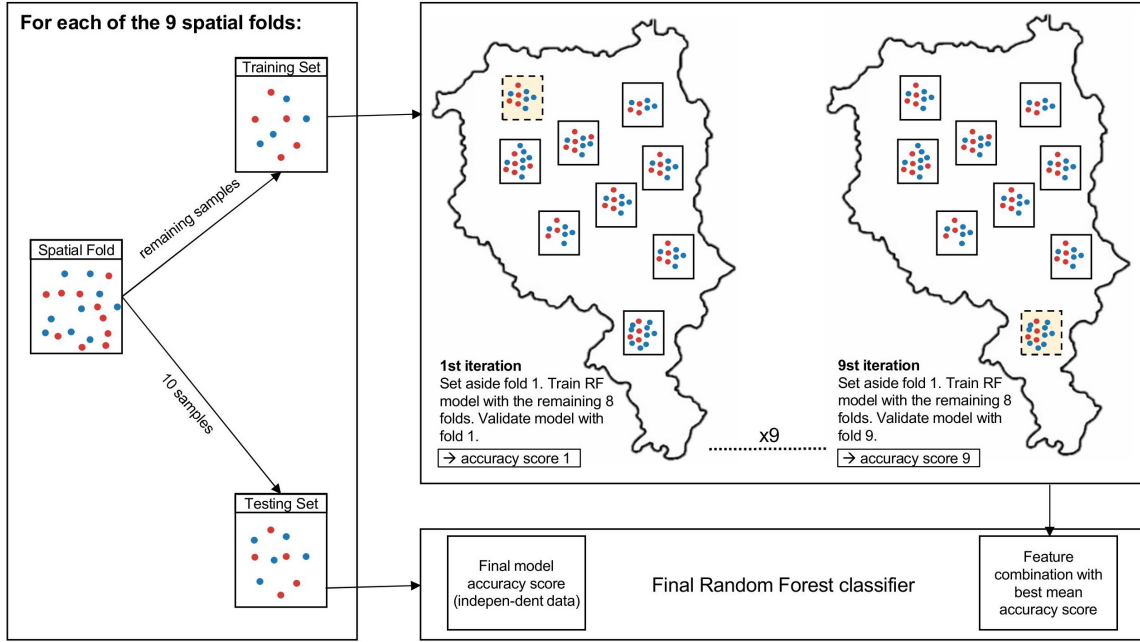 For each of the 9 spatial folds:
Training Set
remaining samples
Spatial Fold
10 samples
Testing Set
1st iteration
Set aside fold 1. Train RF
model with the remaining 8
folds. Validate model with
fold 1.
→ accuracy score 1
x9
9st iteration
Set aside fold 1. Train RF
model with the remaining 8
folds. Validate model with
fold 9.
→ accuracy score 9
Final model
accuracy score
(indepen-dent data)
Final Random Forest classifier
Feature
combination with
best mean
accuracy score